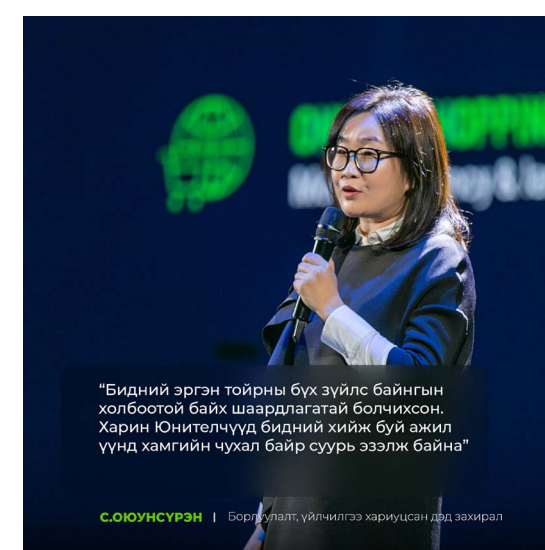 “Бидний эргэн тойрны бүх зүйлс байнгын
холбоотой байх шаардлагатай болчихсон.
Харин Юнителчүүд бидний хийж буй ажил
үүнд хамгийн чухал байр суурь эзэлж байна”
С.ОЮУНСҮРЭН | Борлуулалт, үйлчилгээ хариуцсан дэд захирал